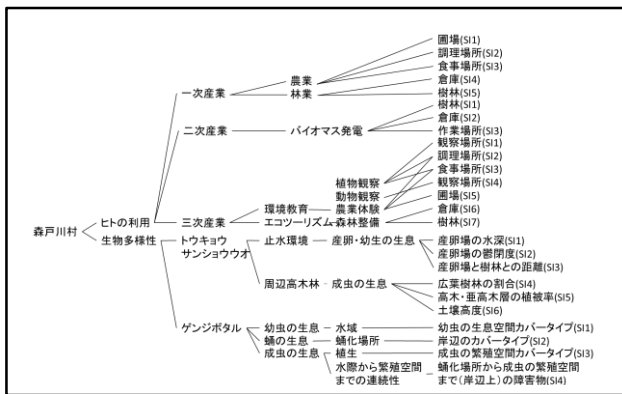 圃場(SI1)
調理場所(SI2)
農業 食事場所(SI3)
一次産業 林業 倉庫(SI4)
樹林(SI5)
樹林(SI1)
二次産業 バイオマス発電 倉庫(SI2)
作業場所(SI3)
観察場所(SI1)
調理場所(SI2)
植物観察 食事場所(SI3)
動物観察 観察場所(SI4)
環境教育 農業体験 圃場(SI5)
ヒトの利用 三次産業 エコツーリズム 森林整備 倉庫(SI6)
樹林(SI7)
森戸川村
生物多様性 トウキョウ 止水環境 産卵・幼生の生息 産卵場の水深(SI1)
サンショウウオ 産卵場の鬱閉度(SI2)
産卵場と樹林との距離(SI3)
周辺高木林 成虫の生息 広葉樹林の割合(SI4)
高木・亜高木層の植被率(SI5)
土壌高度(SI6)
ゲンジボタル 幼虫の生息 水域 幼虫の生息空間カバータイプ(SI1)
蛹の生息 蛹化場所 岸辺のカバータイプ(SI2)
成虫の生息 植生 成虫の繁殖空間カバータイプ(SI3)
水際から繁殖空間 蛹化場所から成虫の繁殖空間
までの連続性 まで(岸辺上)の障害物(SI4)